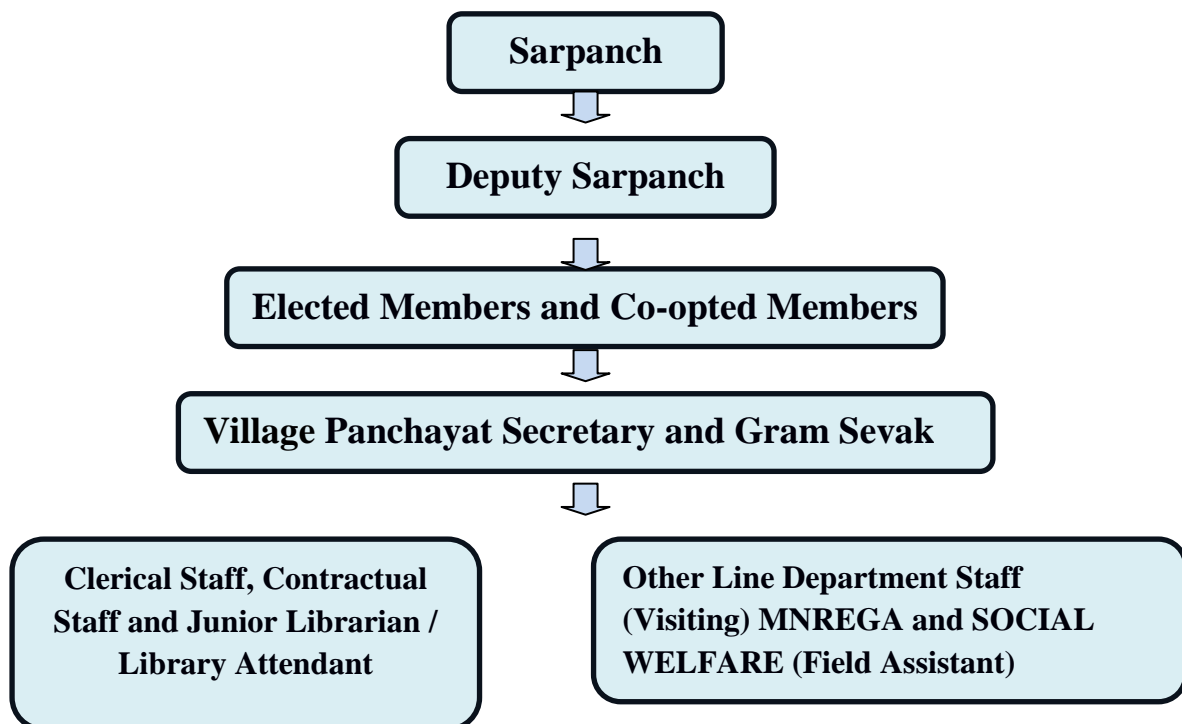 Sarpanch
Deputy Sarpanch
Elected Members and Co-opted Members
Village Panchayat Secretary and Gram Sevak
Clerical Staff, Contractual
Staff and Junior Librarian /
Library Attendant
Other Line Department Staff
(Visiting) MNREGA and SOCIAL
WELFARE (Field Assistant)